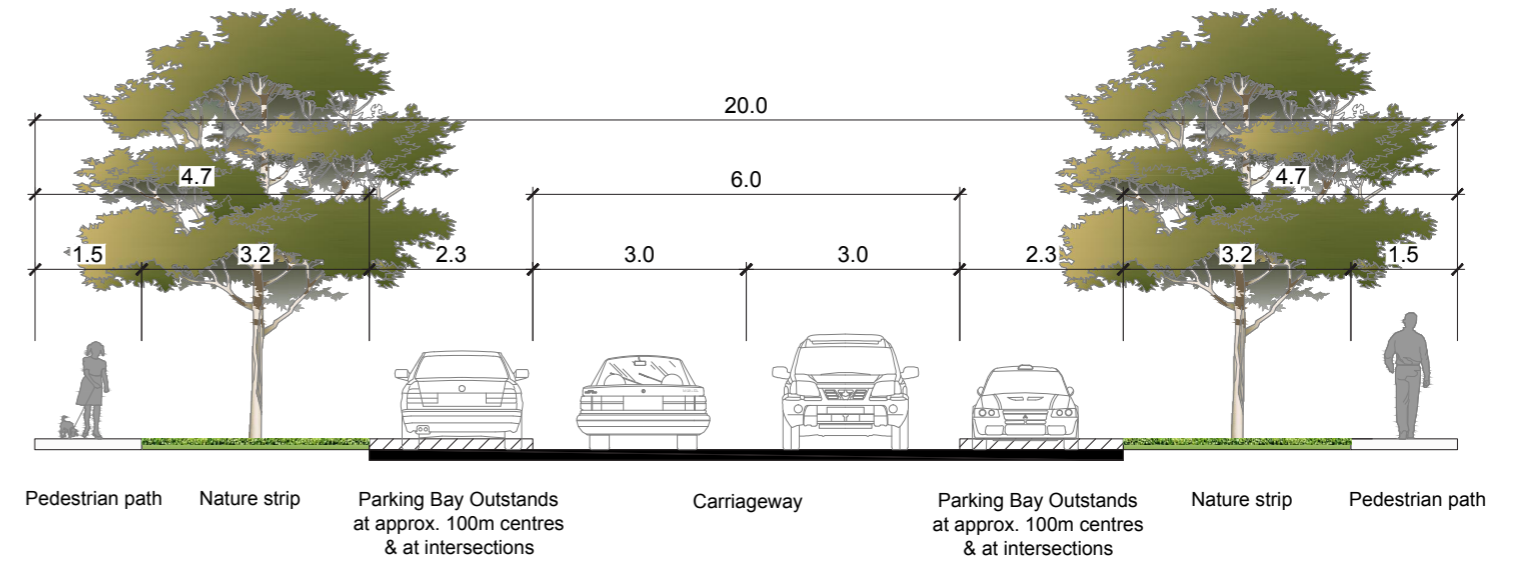 20.0
4.7
6.0
4.7
1.5
3.2
2.3
3.0
3.0
2.3
3.2
1.5
Pedestrian path
Nature strip
Parking Bay Outstands
at approx. 100m centres
& at intersections
Carriageway
Parking Bay Outstands
at approx. 100m centres
& at intersections
Nature strip
Pedestrian path